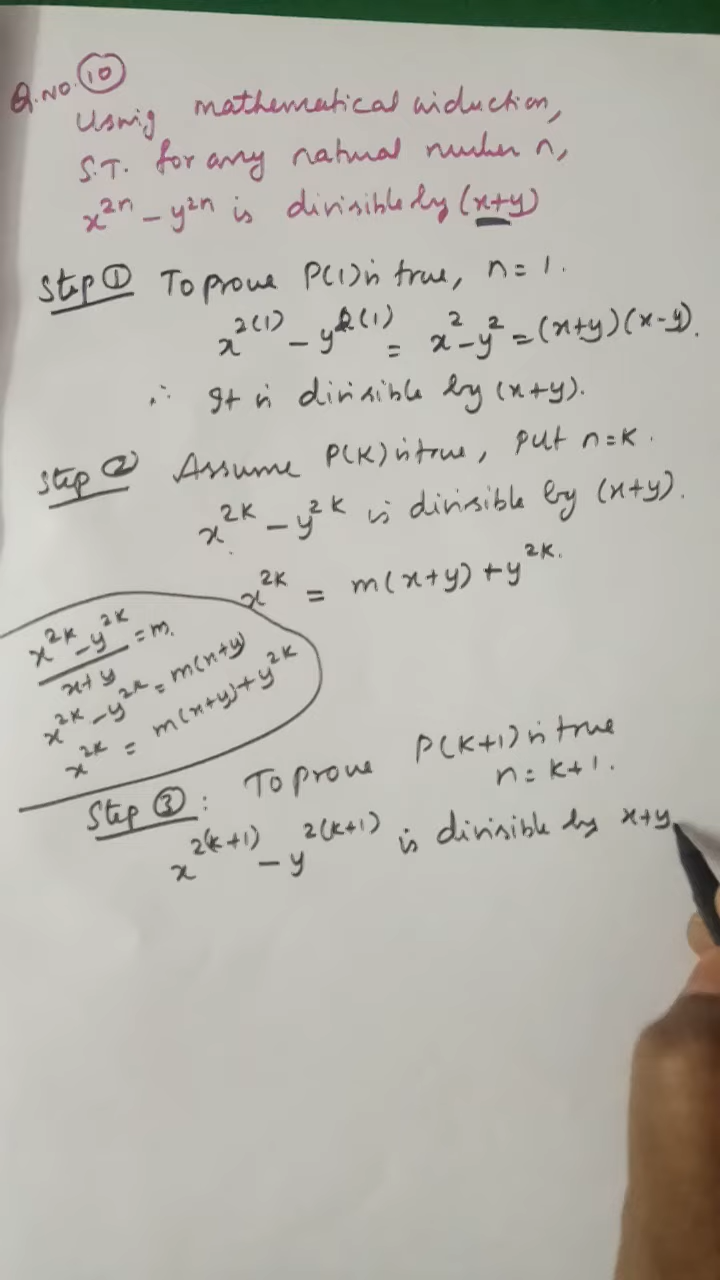 Q.No. 10
Using mathematical induction,
S.T. for any natural number n,
x^{2n} - y^{2n} is divisible by (x+y)
Step ① To prove P(1) is true, n = 1.
x^{2(1)} - y^{2(1)} = x^2 - y^2 = (x+y)(x-y).
∴ It is divisible by (x+y).
Step ② Assume P(K) is true, put n=K.
x^{2K} - y^{2K} is divisible by (x+y).
x^{2K} = m(x+y) + y^{2K}.
\frac{x^{2K} - y^{2K}}{x+y} = m.
x^{2K} - y^{2K} = m(x+y)
x^{2K} = m(x+y) + y^{2K}
Step ③: To prove P(K+1) is true
n = K+1.
x^{2(k+1)} - y^{2(k+1)} is divisible by x+y